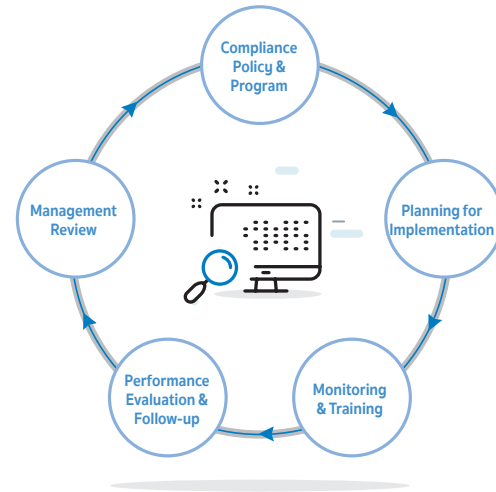 Compliance
Policy &
Program
Planning for
Implementation
Monitoring
& Training
Performance
Evaluation &
Follow-up
Management
Review